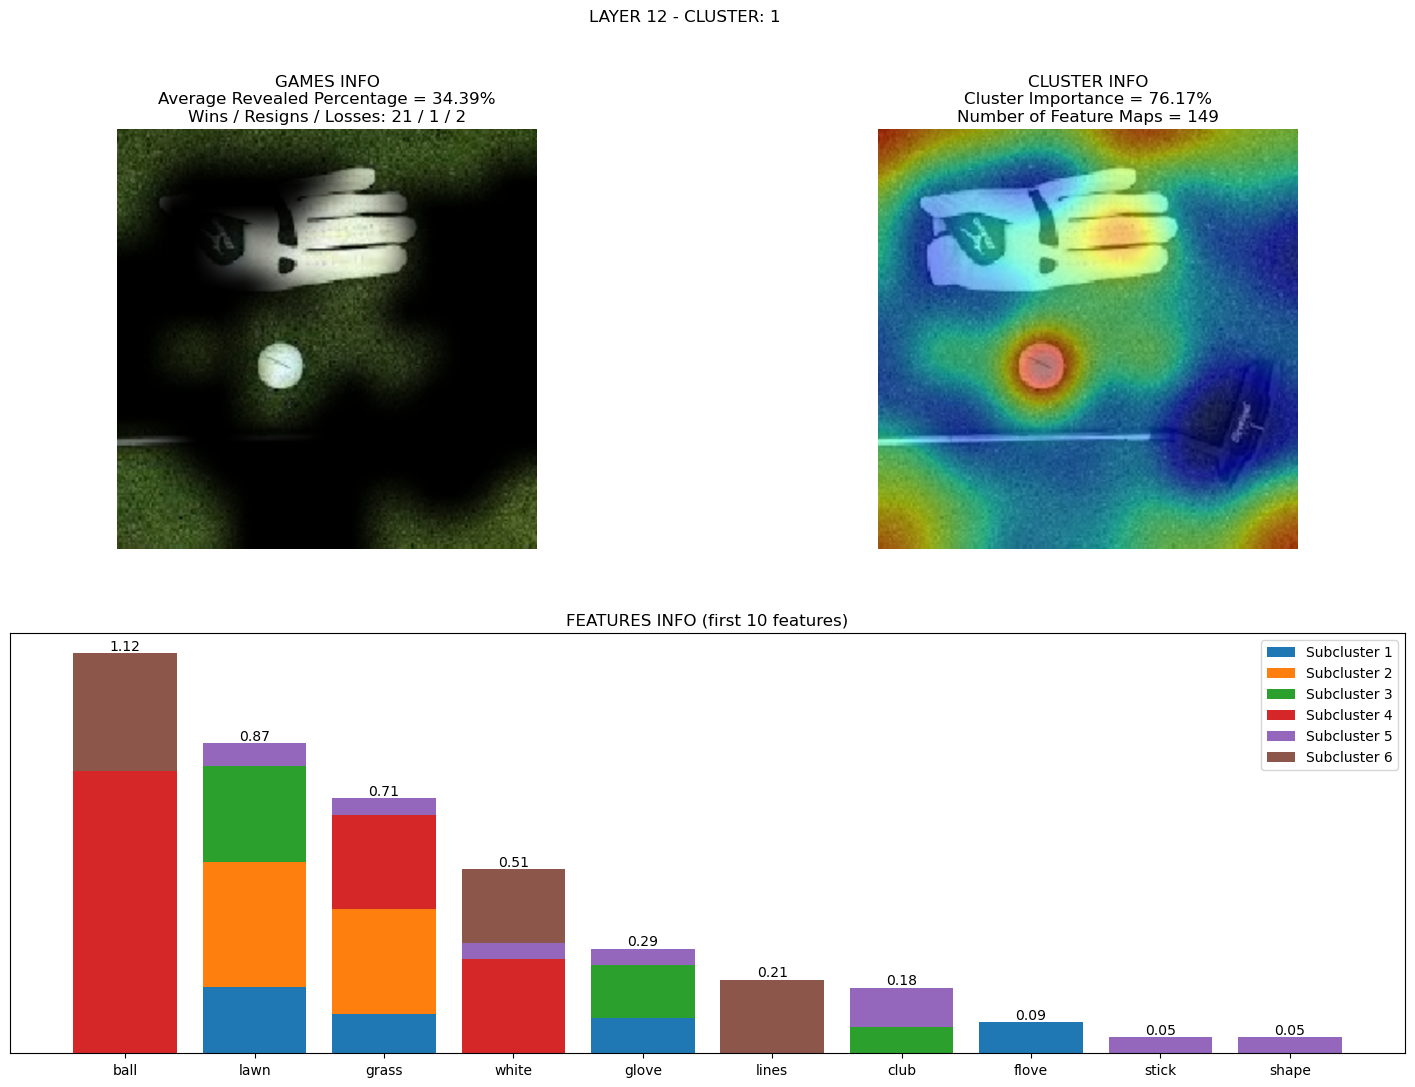 LAYER 12 - CLUSTER: 1
GAMES INFO
Average Revealed Percentage = 34.39%
Wins / Resigns / Losses: 21 / 1 / 2
CLUSTER INFO
Cluster Importance = 76.17%
Number of Feature Maps = 149
FEATURES INFO (first 10 features)
1.12
0.87
0.71
0.51
0.29
0.21
0.18
0.09
0.05
0.05
Subcluster 1
Subcluster 2
Subcluster 3
Subcluster 4
Subcluster 5
Subcluster 6
ball
lawn
grass
white
glove
lines
club
flove
stick
shape